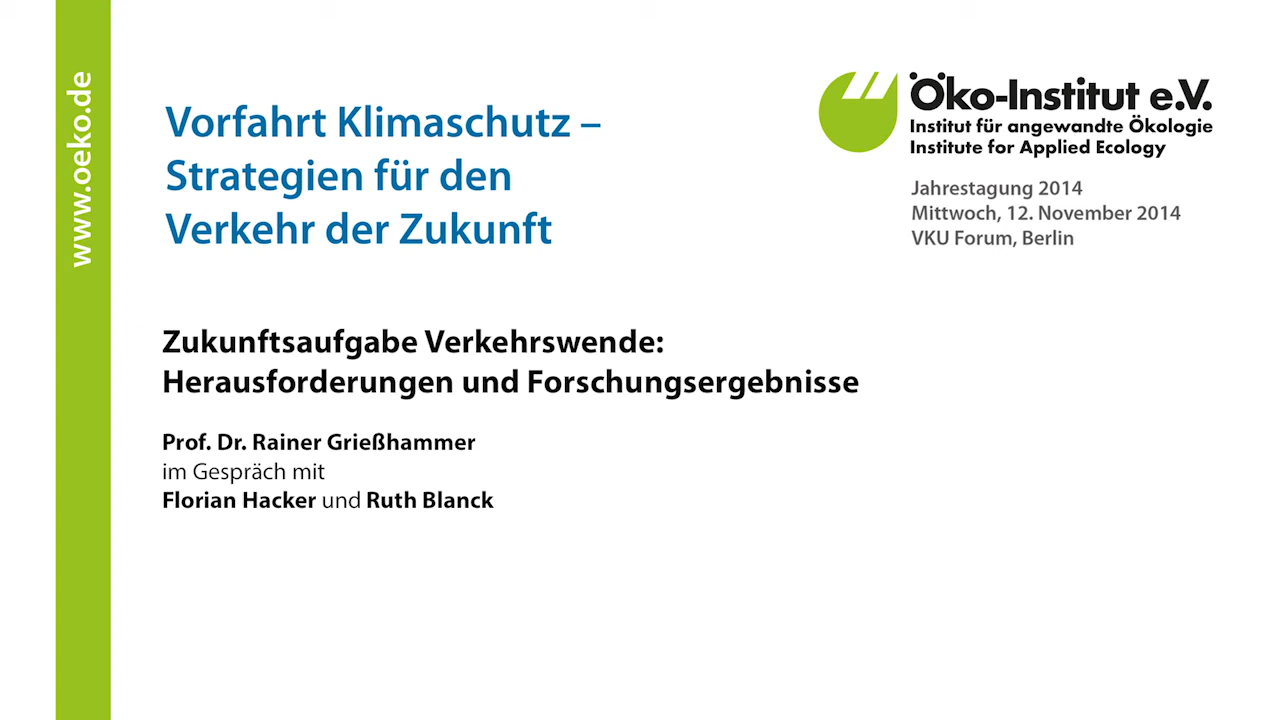 www.oeko.de
Vorfahrt Klimaschutz –
Strategien für den
Verkehr der Zukunft
Öko-Institut e.V.
Institut für angewandte Ökologie
Institute for Applied Ecology
Jahrestagung 2014
Mittwoch, 12. November 2014
VKU Forum, Berlin
Zukunftsaufgabe Verkehrswende:
Herausforderungen und Forschungsergebnisse
Prof. Dr. Rainer Grießhammer
im Gespräch mit
Florian Hacker und Ruth Blanck